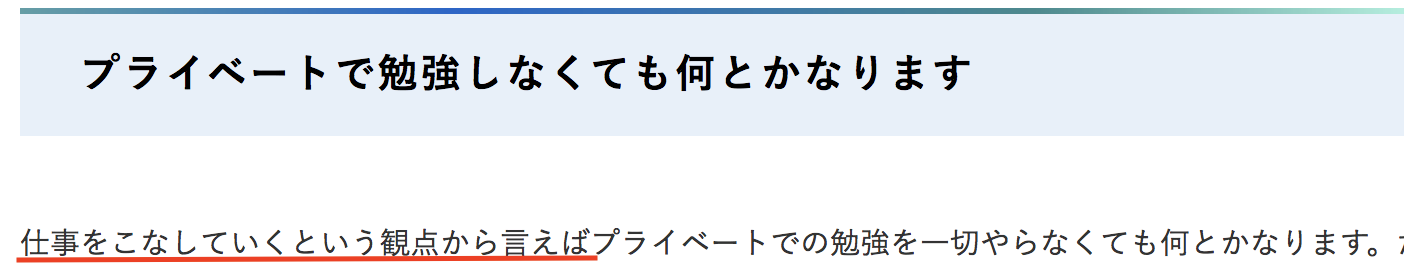 プライベートで勉強しなくても何とかなります
仕事をこなしていくという観点から言えばプライベートでの勉強を一切やらなくても何とかなります。